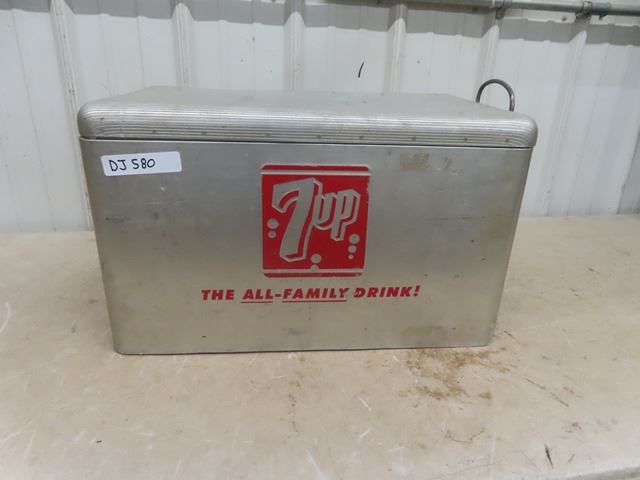 DJ 580
7up
THE ALL-FAMILY DRINK!